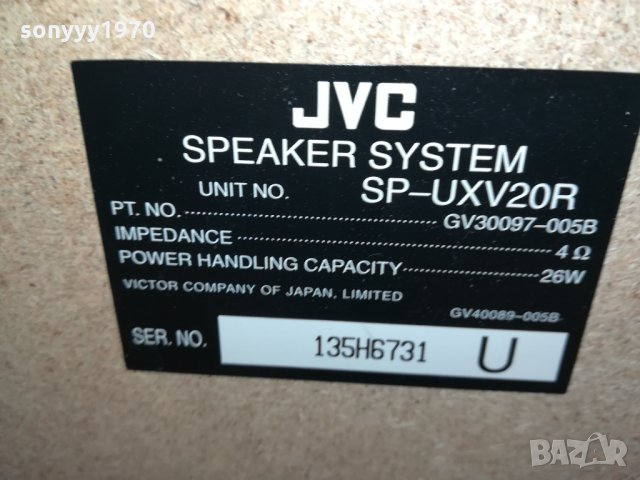 sonyyy1970
JVC
SPEAKER SYSTEM
UNIT NO. SP-UXV20R
PT. NO. GV30097-005B
IMPEDANCE 4 Ω
POWER HANDLING CAPACITY 26W
VICTOR COMPANY OF JAPAN, LIMITED
GV40089-005B
SER. NO. 135H6731 U
BAZAR